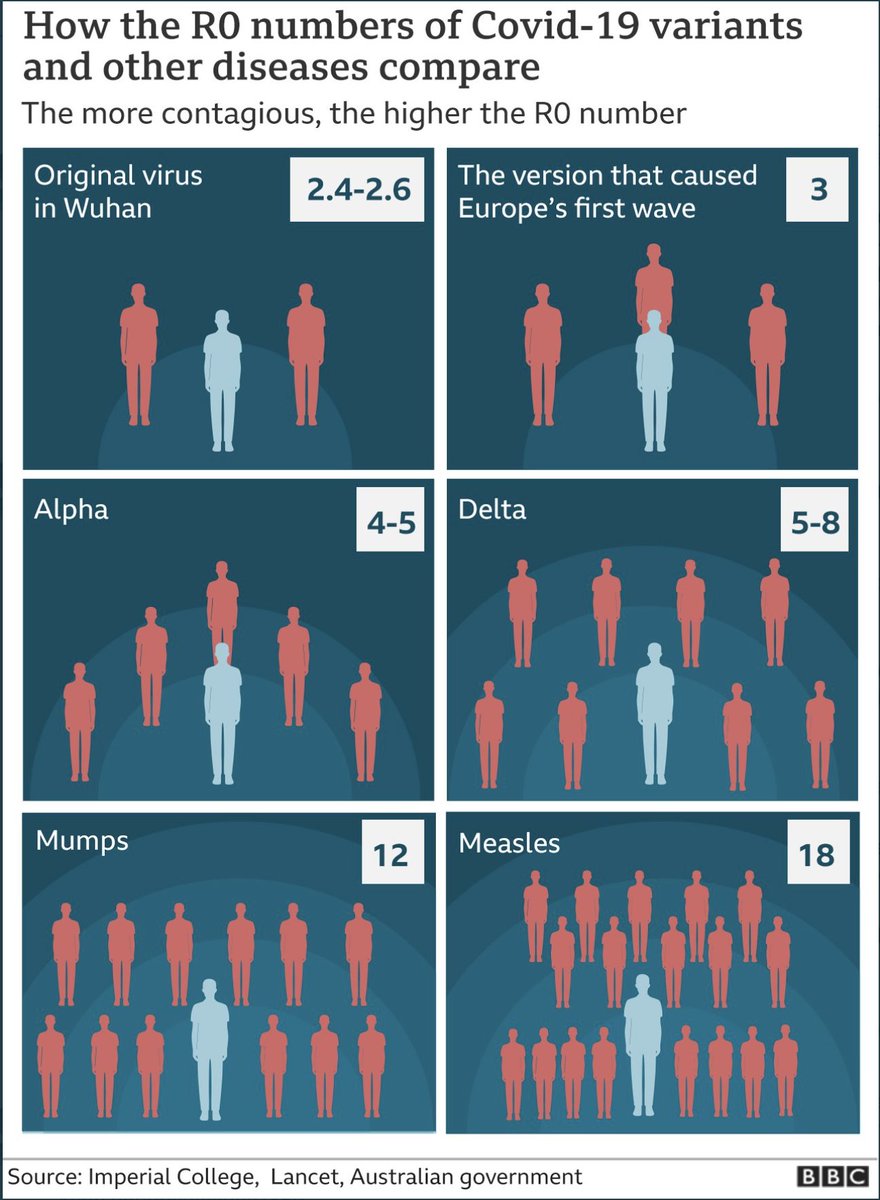 How the R0 numbers of Covid-19 variants
and other diseases compare
The more contagious, the higher the R0 number
Original virus
in Wuhan
2.4-2.6
The version that caused
Europe's first wave
3
Alpha
4-5
Delta
5-8
Mumps
12
Measles
18
Source: Imperial College, Lancet, Australian government
BBC